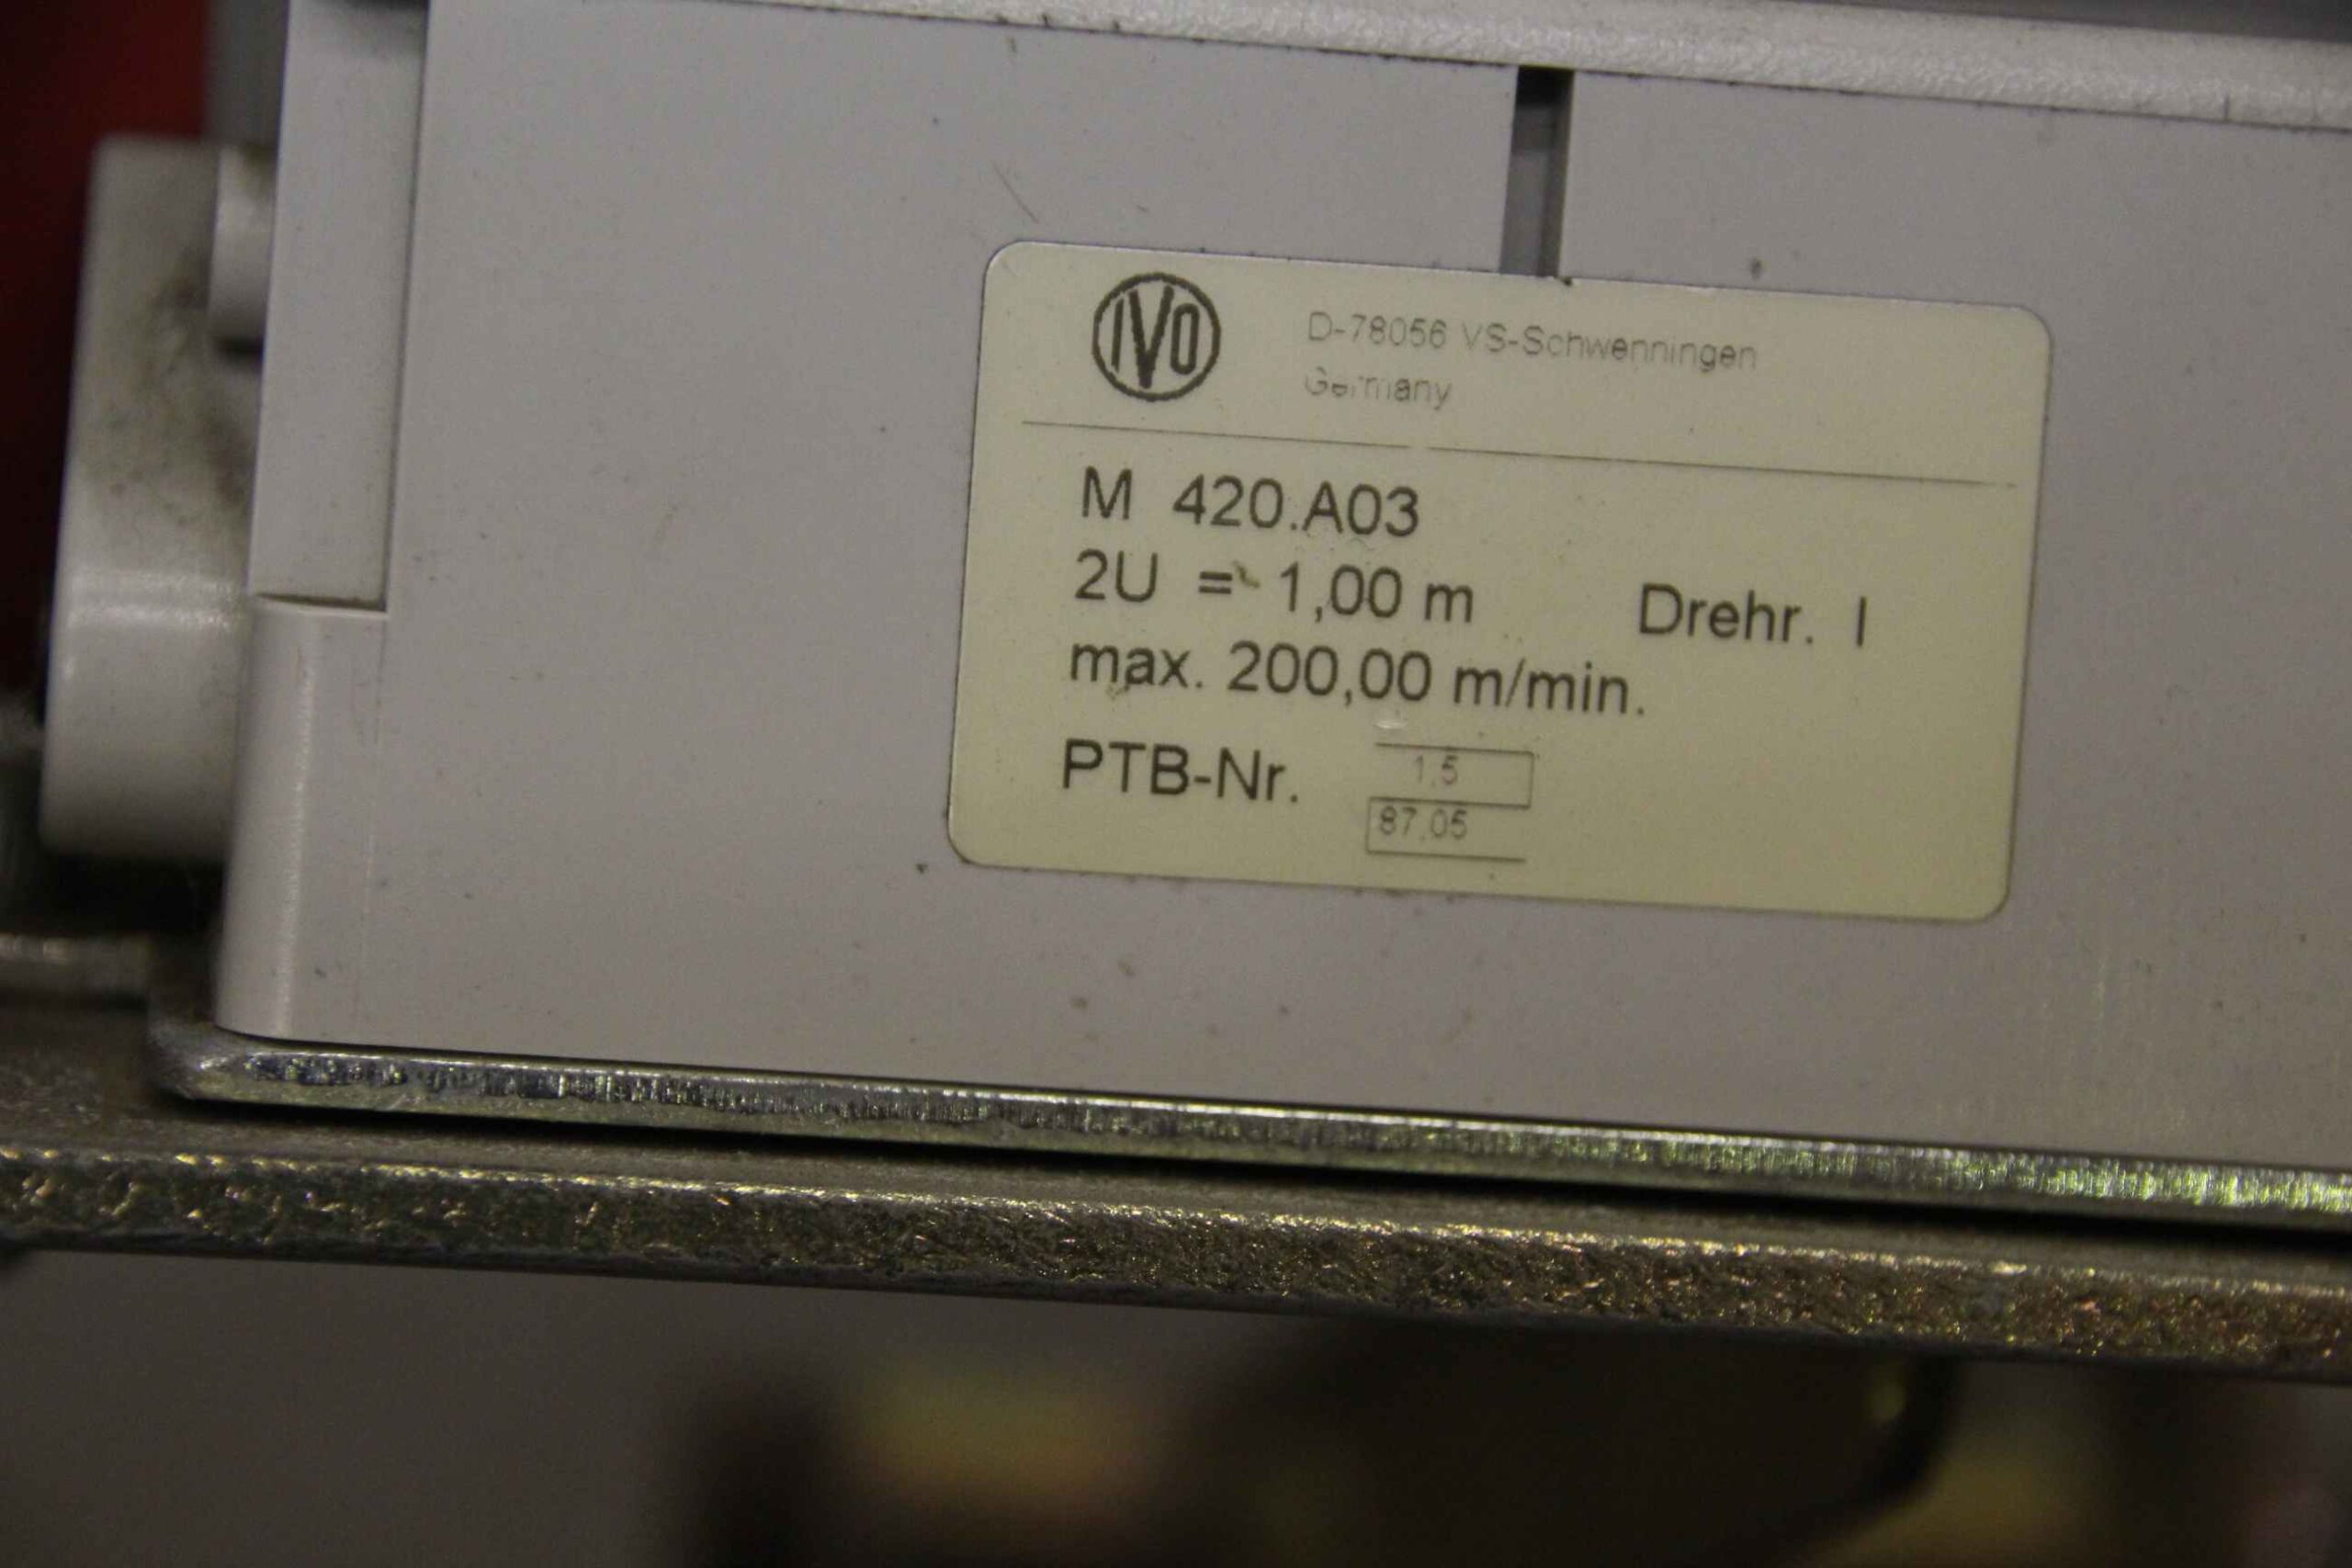 IVO
D-78056 VS-Schwenningen
Germany
M 420.A03
2U = 1,00 m Drehr. I
max. 200,00 m/min.
PTB-Nr. 1,5
87,05